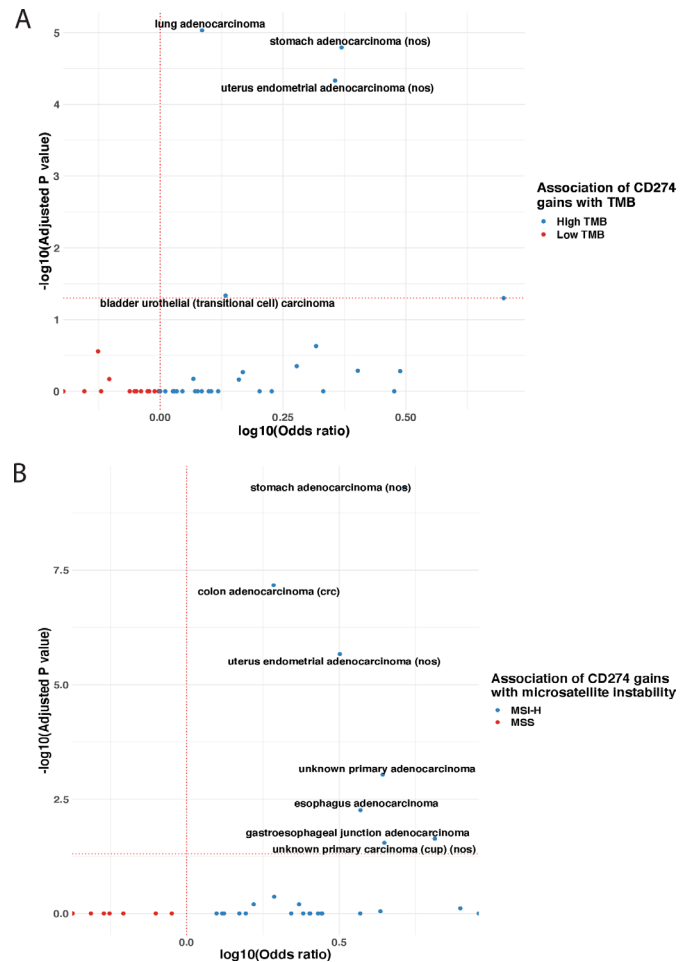 A
lung adenocarcinoma
stomach adenocarcinoma (nos)
uterus endometrial adenocarcinoma (nos)
bladder urothelial (transitional cell) carcinoma
5
4
3
2
1
0
-log10(Adjusted P value)
0.00
0.25
0.50
log10(Odds ratio)
Association of CD274
gains with TMB
High TMB
Low TMB
B
stomach adenocarcinoma (nos)
colon adenocarcinoma (crc)
uterus endometrial adenocarcinoma (nos)
unknown primary adenocarcinoma
esophagus adenocarcinoma
gastroesophageal junction adenocarcinoma
unknown primary carcinoma (cup) (nos)
7.5
5.0
2.5
0.0
-log10(Adjusted P value)
0.0
0.5
log10(Odds ratio)
Association of CD274 gains
with microsatellite instability
MSI-H
MSS